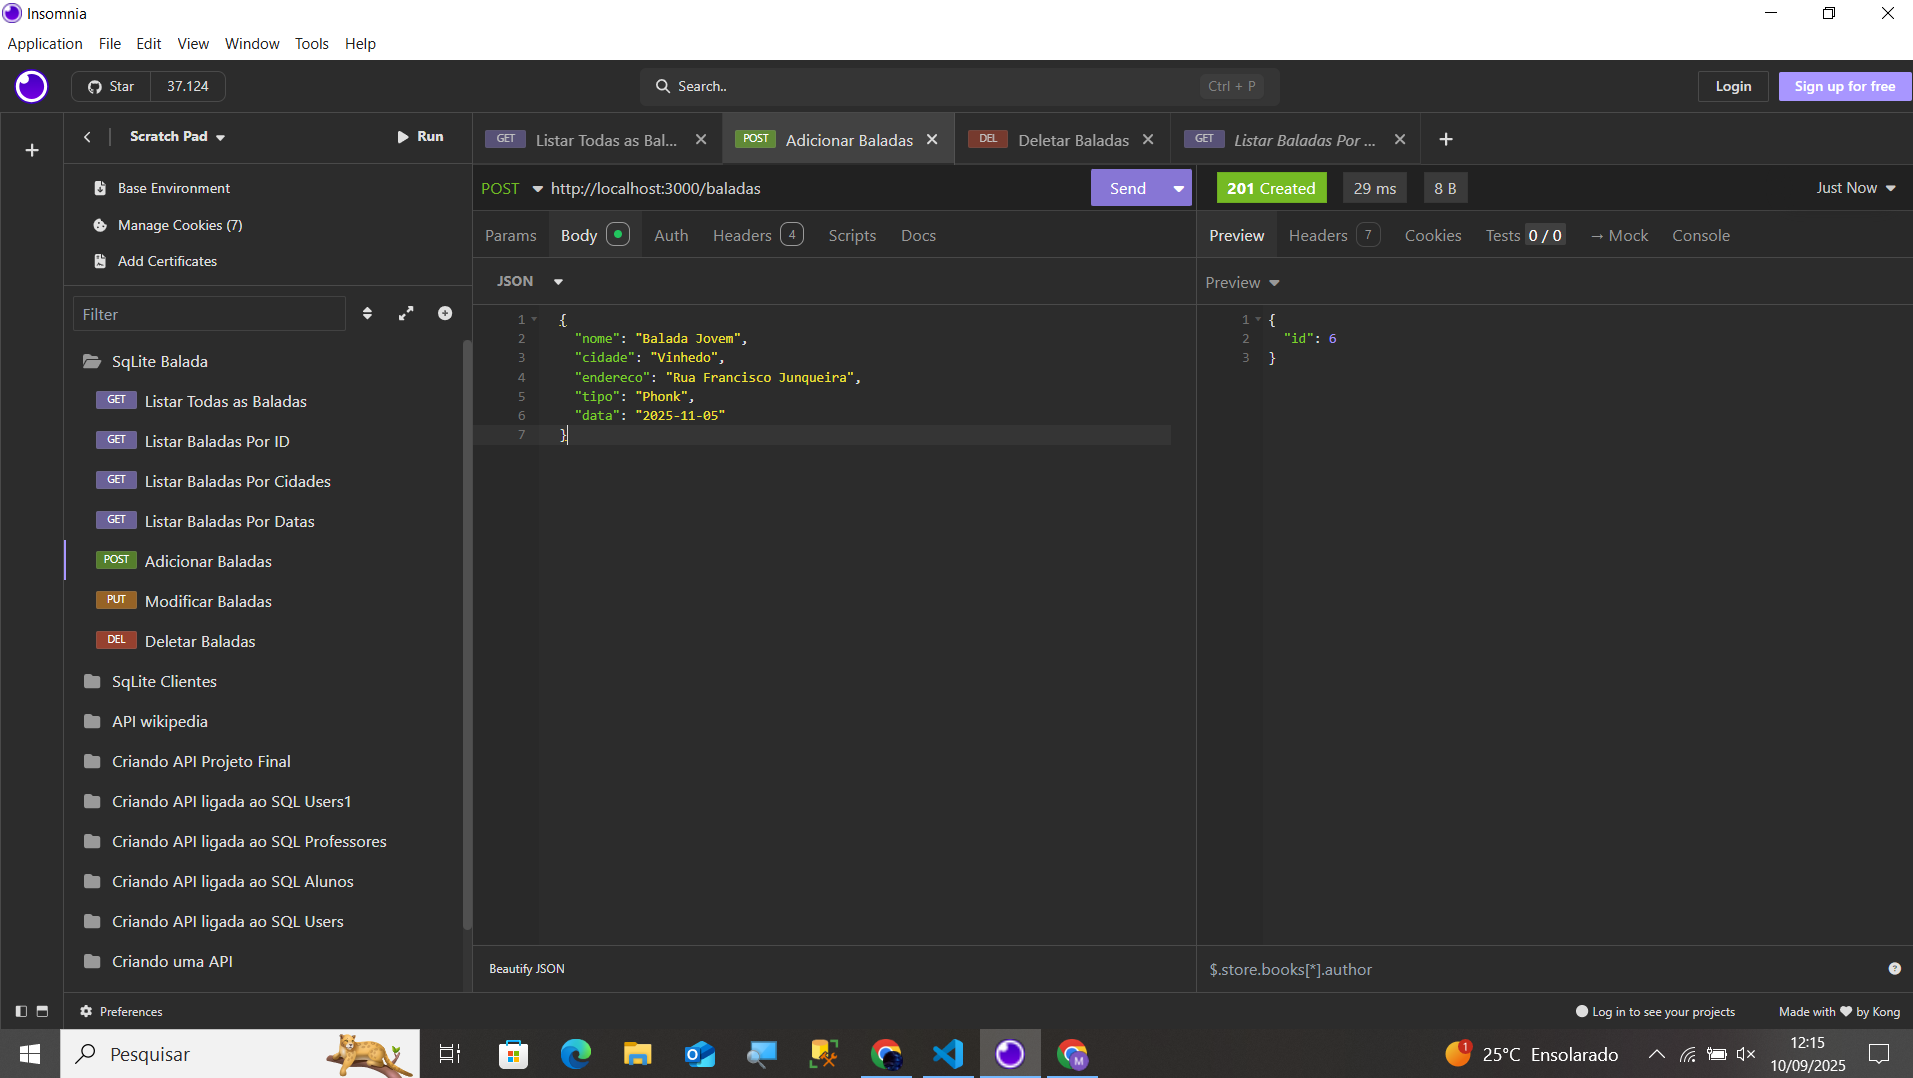 Insomnia
Application File Edit View Window Tools Help
Star 37.124
Search..
Ctrl + P
Login
Sign up for free
Scratch Pad
Run
Base Environment
Manage Cookies (7)
Add Certificates
Filter
SqLite Balada
GET Listar Todas as Baladas
GET Listar Baladas Por ID
GET Listar Baladas Por Cidades
GET Listar Baladas Por Datas
POST Adicionar Baladas
PUT Modificar Baladas
DEL Deletar Baladas
SqLite Clientes
API wikipedia
Criando API Projeto Final
Criando API ligada ao SQL Users1
Criando API ligada ao SQL Professores
Criando API ligada ao SQL Alunos
Criando API ligada ao SQL Users
Criando uma API
GET Listar Todas as Bal...
POST Adicionar Baladas
DEL Deletar Baladas
GET Listar Baladas Por ...
POST http://localhost:3000/baladas
Send
Params Body Auth Headers 4 Scripts Docs
JSON
1 {
2 "nome": "Balada Jovem",
3 "cidade": "Vinhedo",
4 "endereco": "Rua Francisco Junqueira",
5 "tipo": "Phonk",
6 "data": "2025-11-05"
7 }
Beautify JSON
201 Created 29 ms 8 B Just Now
Preview Headers 7 Cookies Tests 0 / 0 → Mock Console
Preview
1 {
2 "id": 6
3 }
$.store.books[*].author
Preferences
Log in to see your projects
Made with ❤ by Kong
Pesquisar
1
M
25°C Ensolarado
12:15
10/09/2025